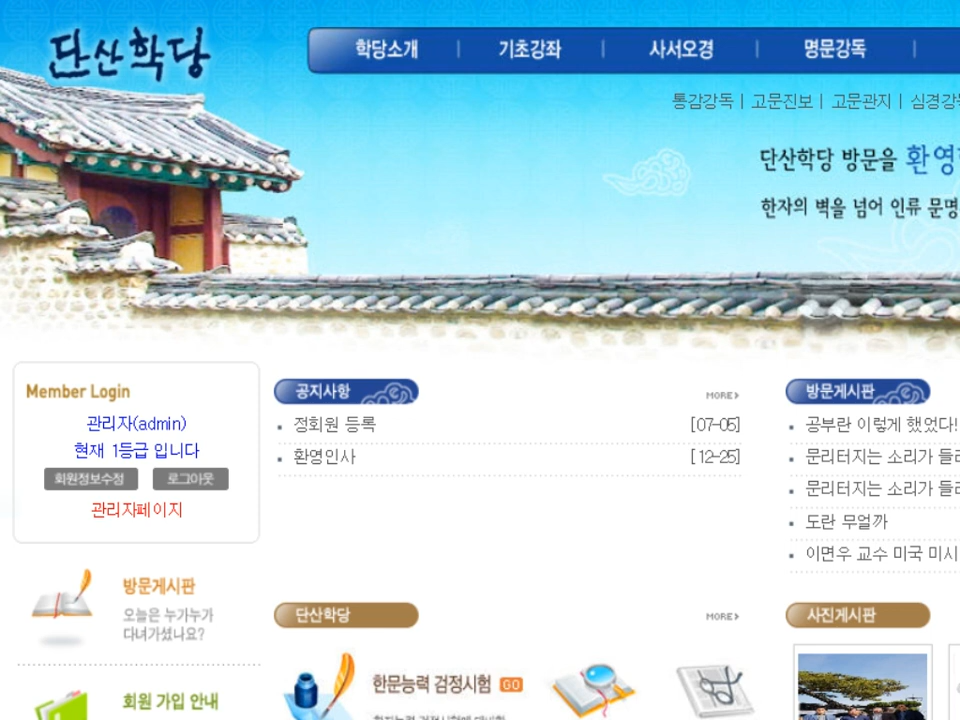 단산학당
학당소개 | 기초강좌 | 사서오경 | 명문강독 |
통감강독 | 고문진보 | 고문관지 | 심경강
단산학당 방문을 환영
한자의 벽을 넘어 인류 문명
Member Login
관리자(admin)
현재 1등급 입니다
회원정보수정 로그아웃
관리자페이지
공지사항 MORE
정회원 등록 [07-05]
환영인사 [12-25]
방문게시판
공부란 이렇게 했었다!
문리터지는 소리가 들
문리터지는 소리가 들
도란 무얼까
이면우 교수 미국 미시
방문게시판
오늘은 누가누가
다녀가셨나요?
회원 가입 안내
단산학당 MORE
한문능력 검정시험 GO
사진게시판